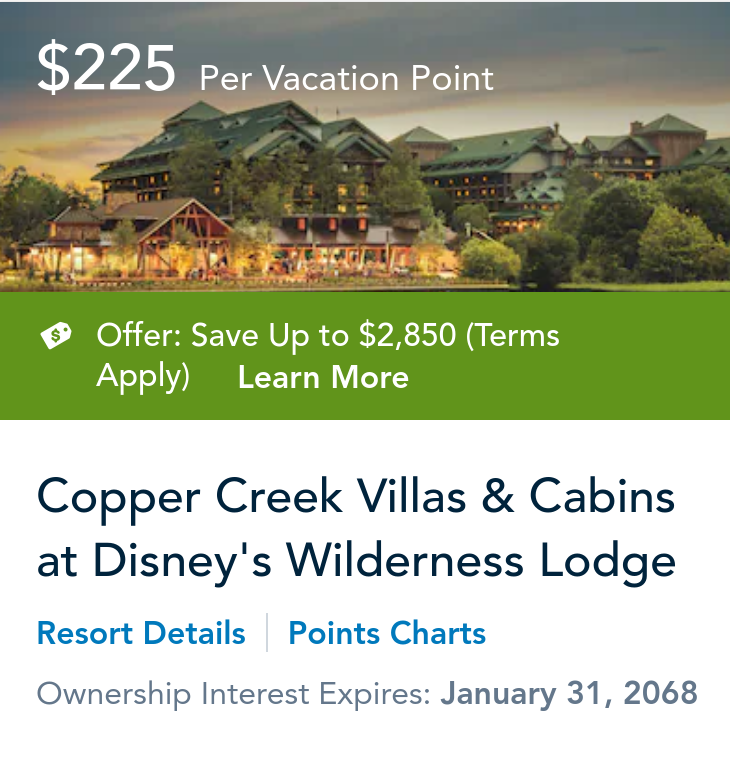 $225 Per Vacation Point
Offer: Save Up to $2,850 (Terms
Apply) Learn More
Copper Creek Villas & Cabins
at Disney's Wilderness Lodge
Resort Details | Points Charts
Ownership Interest Expires: January 31, 2068